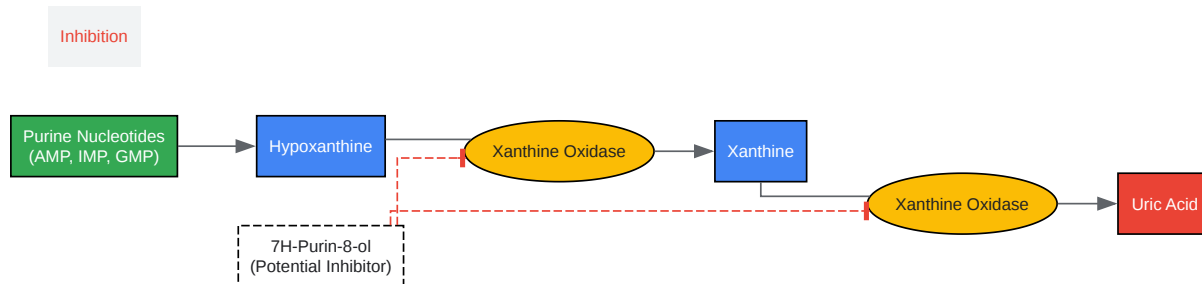 Inhibition
Purine Nucleotides
(AMP, IMP, GMP)
Hypoxanthine
Xanthine Oxidase
Xanthine
Xanthine Oxidase
Uric Acid
7H-Purin-8-ol
(Potential Inhibitor)